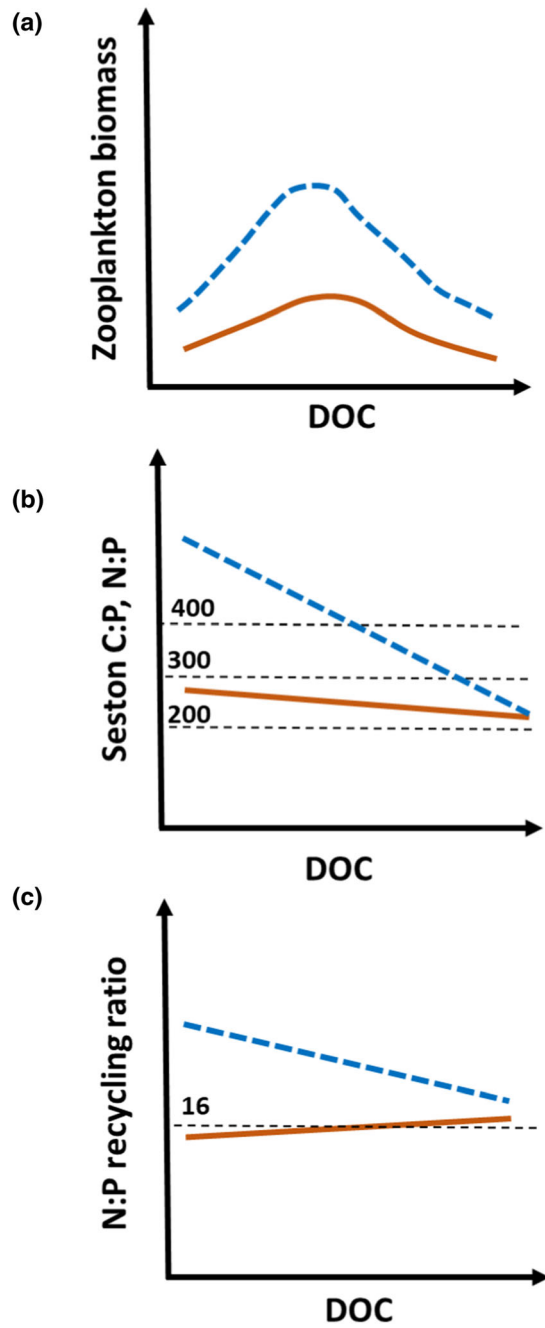 (a)
Zooplankton biomass
DOC
(b)
Seston C:P, N:P
400
300
200
DOC
(c)
N:P recycling ratio
16
DOC